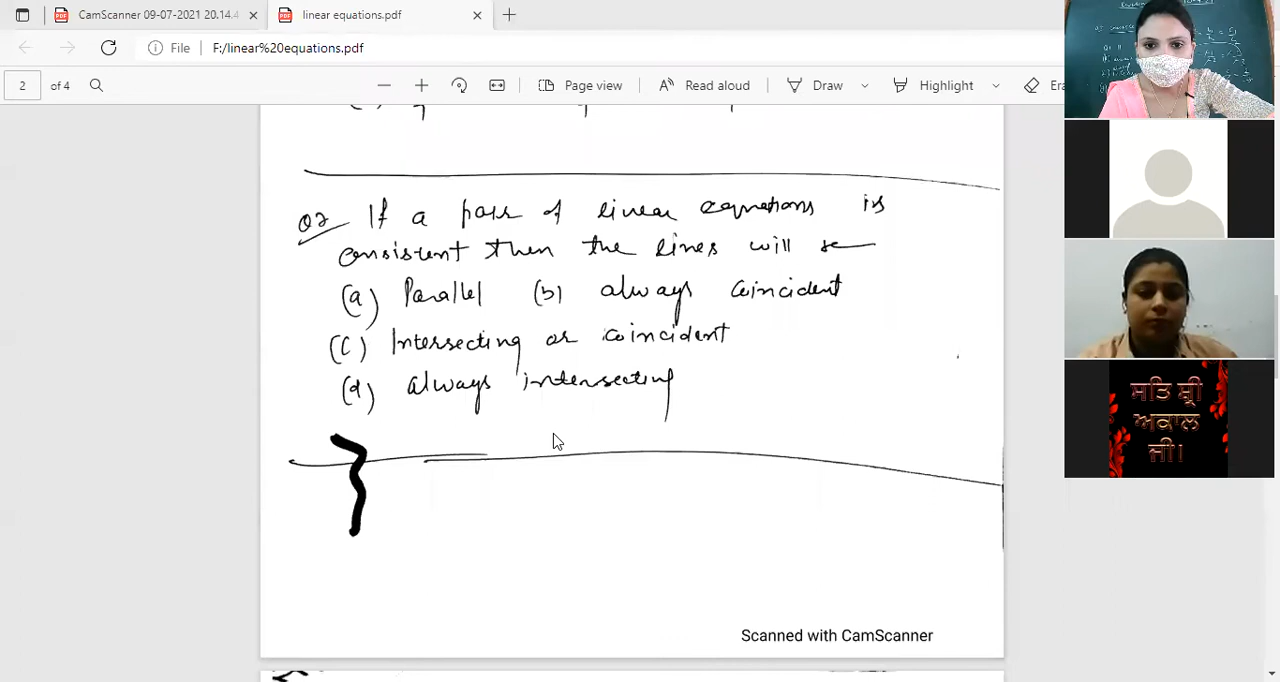 CamScanner 09-07-2021 20.14.4
linear equations.pdf
File
F:/linear%20equations.pdf
2 of 4
Page view
Read aloud
Draw
Highlight
Era
Q2 If a pair of linear equations is
consistent then the lines will be
(a) Parallel (b) always coincident
(c) Intersecting or coincident
(d) always intersecting
Scanned with CamScanner
ਸਤਿ ਸ਼੍ਰੀ
ਅਕਾਲ
ਜੀ।